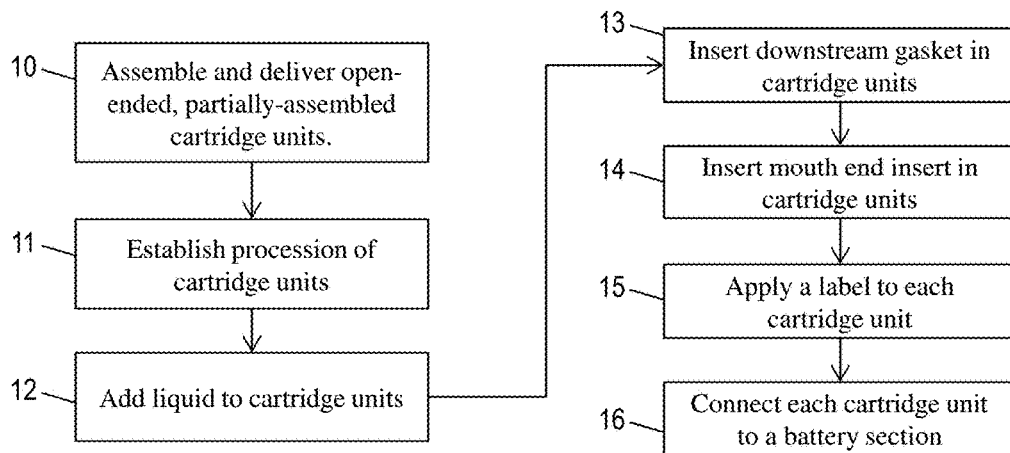 10
Assemble and deliver open-
ended, partially-assembled
cartridge units.
11
Establish procession of
cartridge units
12
Add liquid to cartridge units
13
Insert downstream gasket in
cartridge units
14
Insert mouth end insert in
cartridge units
15
Apply a label to each
cartridge unit
16
Connect each cartridge unit
to a battery section